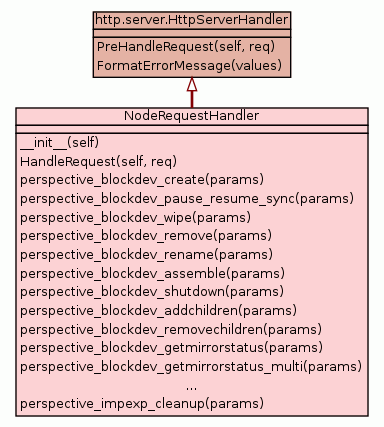 http.server.HttpServerHandler
PreHandleRequest(self, req)
FormatErrorMessage(values)
NodeRequestHandler
__init__(self)
HandleRequest(self, req)
perspective_blockdev_create(params)
perspective_blockdev_pause_resume_sync(params)
perspective_blockdev_wipe(params)
perspective_blockdev_remove(params)
perspective_blockdev_rename(params)
perspective_blockdev_assemble(params)
perspective_blockdev_shutdown(params)
perspective_blockdev_addchildren(params)
perspective_blockdev_removechildren(params)
perspective_blockdev_getmirrorstatus(params)
perspective_blockdev_getmirrorstatus_multi(params)
...
perspective_impexp_cleanup(params)